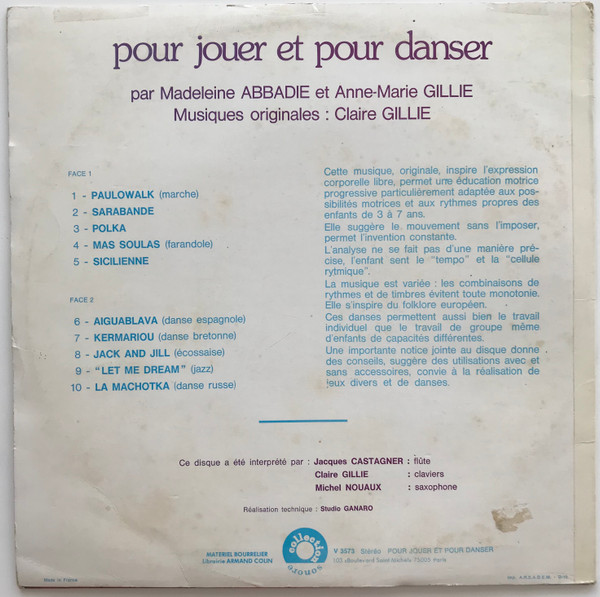 pour jouer et pour danser
par Madeleine ABBADIE et Anne-Marie GILLIE
Musiques originales : Claire GILLIE
FACE 1
1 - PAULOWALK (marche)
2 - SARABANDE
3 - POLKA
4 - MAS SOULAS (farandole)
5 - SICILIENNE
FACE 2
6 - AIGUABLAVA (danse espagnole)
7 - KERMARIOU (danse bretonne)
8 - JACK AND JILL (écossaise)
9 - “LET ME DREAM” (jazz)
10 - LA MACHOTKA (danse russe)
Cette musique, originale, inspire l'expression
corporelle libre, permet une éducation motrice
progressive particulièrement adaptée aux pos-
sibilités motrices et aux rythmes propres des
enfants de 3 à 7 ans.
Elle suggère le mouvement sans l'imposer,
permet l'invention constante.
L'analyse ne se fait pas d'une manière pré-
cise, l'enfant sent le “tempo” et la “cellule
rytmique”.
La musique est variée : les combinaisons de
rythmes et de timbres évitent toute monotonie.
Elle s'inspire du folklore européen.
Ces danses permettent aussi bien le travail
individuel que le travail de groupe même
d'enfants de capacités différentes.
Une importante notice jointe au disque donne
des conseils, suggère des utilisations avec et
sans accessoires, convie à la réalisation de
jeux divers et de danses.
Ce disque a été interprété par : Jacques CASTAGNER : flûte
Claire GILLIE : claviers
Michel NOUAUX : saxophone
Réalisation technique : Studio GANARO
MATERIEL BOURRELIER
Librairie ARMAND COLIN
collection sonore
V 5573 Stéréo POUR JOUER ET POUR DANSER
103 boulevard Saint-Michel 75005 Paris
Made in France